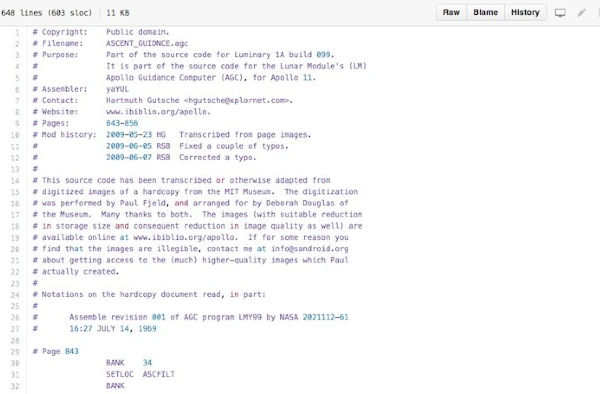 648 lines (603 sloc) 11 KB Raw Blame History
1 # Copyright: Public domain.
2 # Filename: ASCENT_GUIDNCE.agc
3 # Purpose: Part of the source code for Luminary 1A build 099.
4 # It is part of the source code for the Lunar Module's (LM)
5 # Apollo Guidance Computer (AGC), for Apollo 11.
6 # Assembler: yaYUL
7 # Contact: Hartmuth Gutsche <hgutsche@xplornet.com>.
8 # Website: www.ibiblio.org/apollo.
9 # Pages: 843-856
10 # Mod history: 2009-05-23 HG Transcribed from page images.
11 # 2009-06-05 RSB Fixed a couple of typos.
12 # 2009-06-07 RSB Corrected a typo.
13 #
14 # This source code has been transcribed or otherwise adapted from
15 # digitized images of a hardcopy from the MIT Museum. The digitization
16 # was performed by Paul Fjeld, and arranged for by Deborah Douglas of
17 # the Museum. Many thanks to both. The images (with suitable reduction
18 # in storage size and consequent reduction in image quality as well) are
19 # available online at www.ibiblio.org/apollo. If for some reason you
20 # find that the images are illegible, contact me at info@sandroid.org
21 # about getting access to the (much) higher-quality images which Paul
22 # actually created.
23 #
24 # Notations on the hardcopy document read, in part:
25 #
26 # Assemble revision 001 of AGC program LMY99 by NASA 2021112-61
27 # 16:27 JULY 14, 1969
28
29 # Page 843
30 BANK 34
31 SETLOC ASCFILT
32 BANK